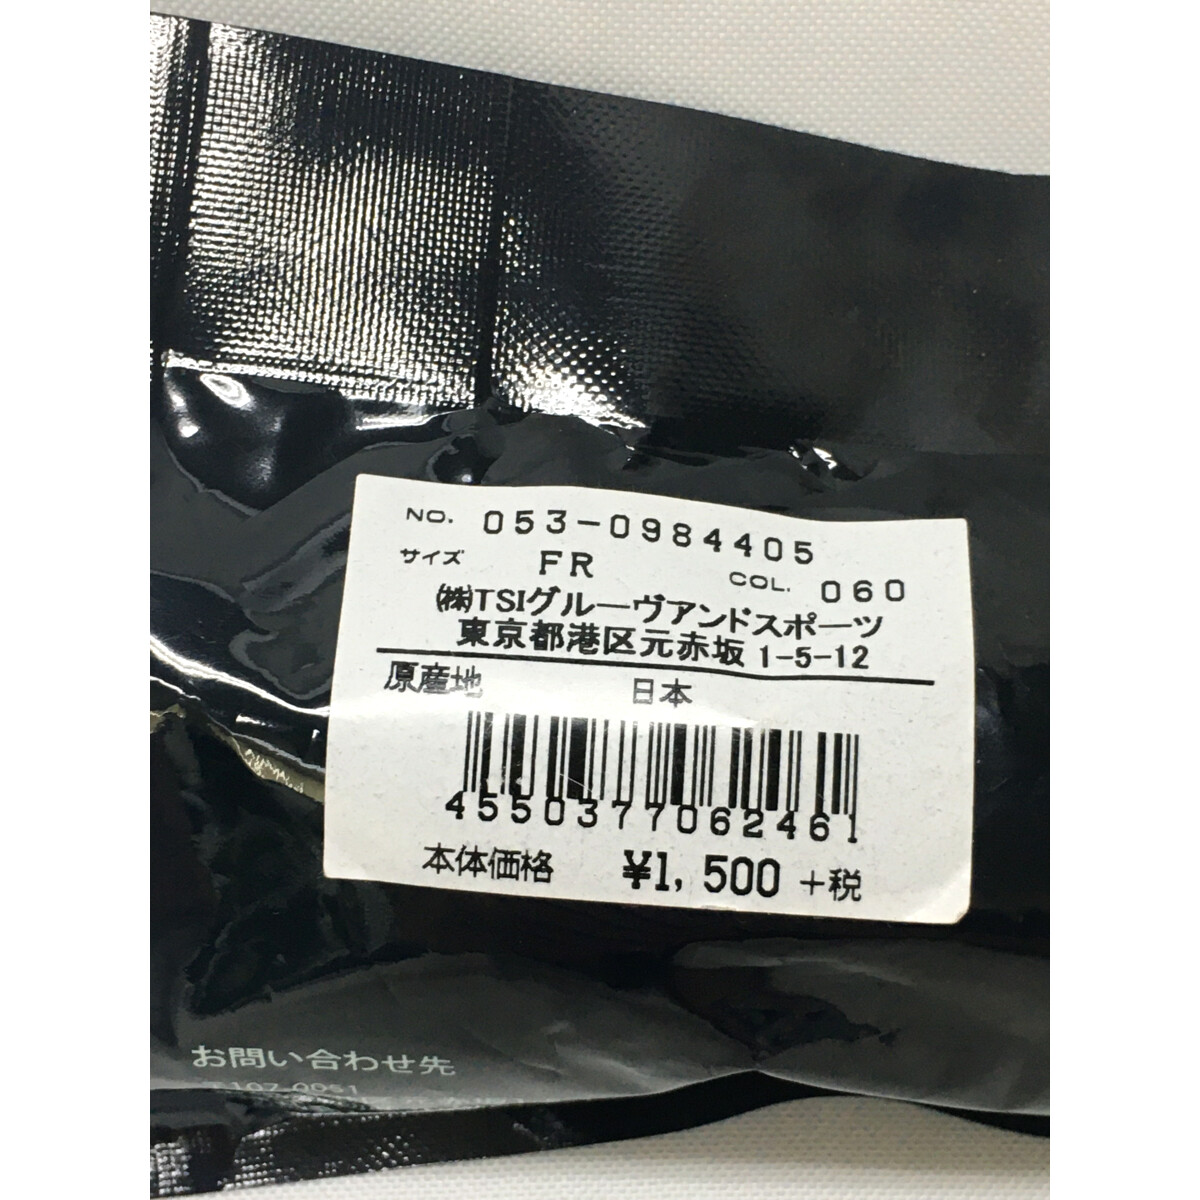 NO. 053-0984405
サイズ FR COL. 060
㈱TSIグルーヴアンドスポーツ
東京都港区元赤坂 1-5-12
原産地 日本
4550377062461
本体価格 ¥1,500 +税
お問い合わせ先
〒107-0051